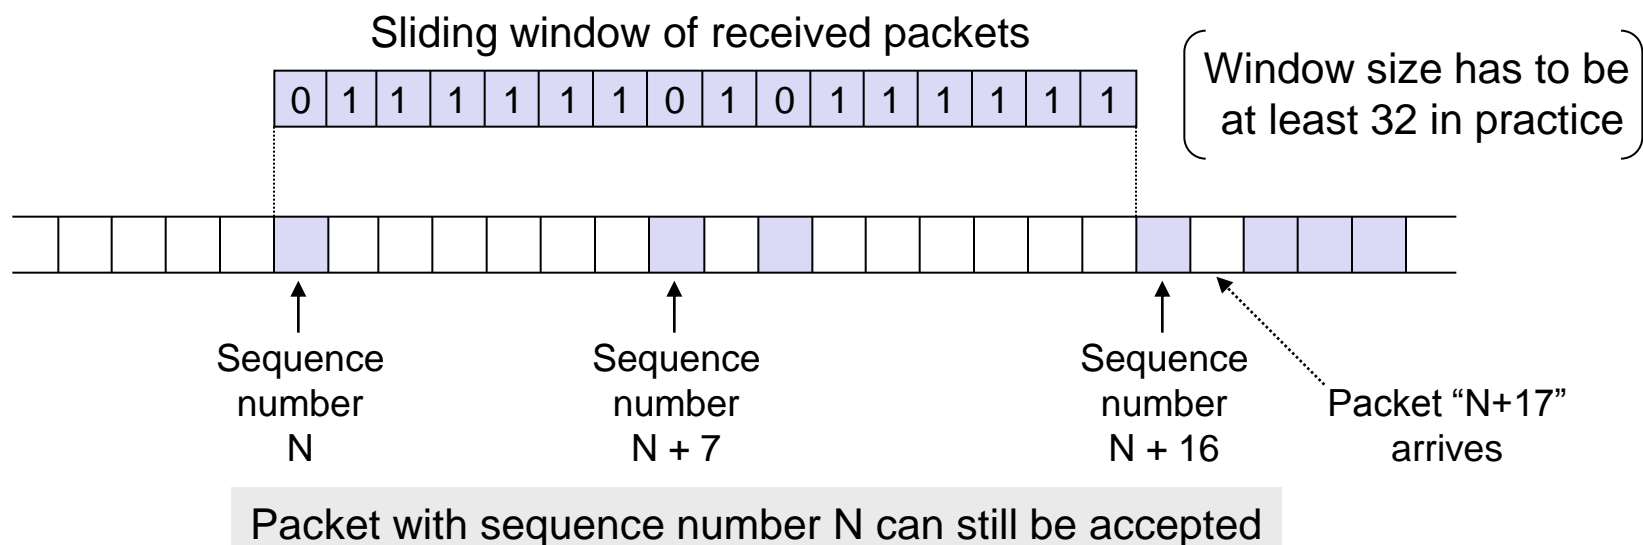 Sliding window of received packets
Window size has to be
at least 32 in practice
0 1 1 1 1 1 1 0 1 0 1 1 1 1 1 1
Sequence
number
N
Sequence
number
N + 7
Sequence
number
N + 16
Packet “N+17”
arrives
Packet with sequence number N can still be accepted